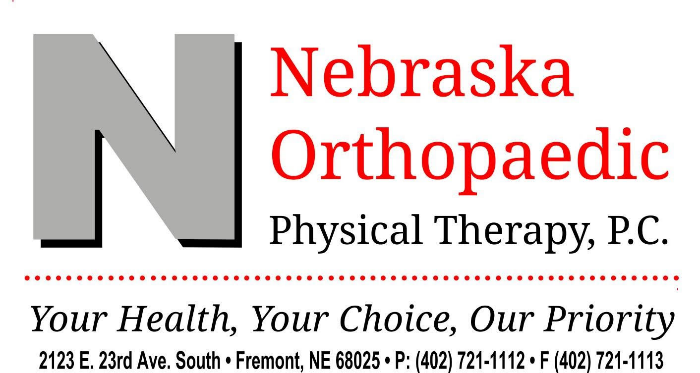 N
Nebraska
Orthopaedic
Physical Therapy, P.C.
Your Health, Your Choice, Our Priority
2123 E. 23rd Ave. South • Fremont, NE 68025 • P: (402) 721-1112 • F (402) 721-1113